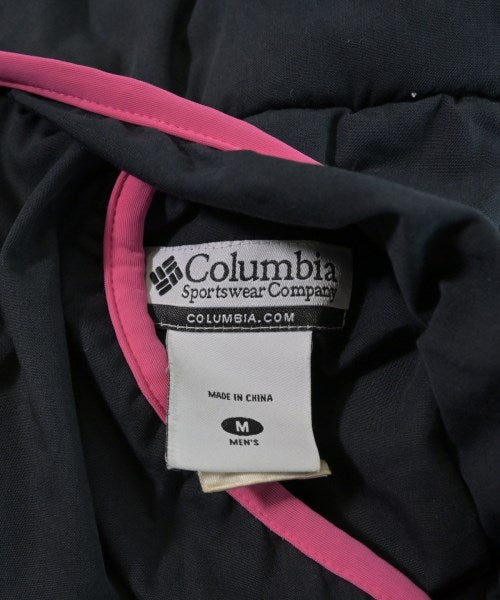 Columbia
Sportswear Company
COLUMBIA.COM
MADE IN CHINA
M
MEN'S